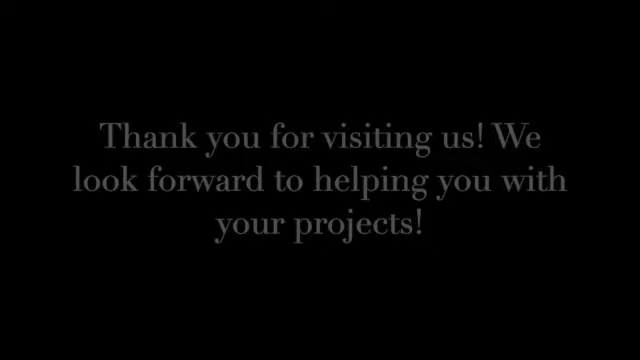 Thank you for visiting us! We
look forward to helping you with
your projects!